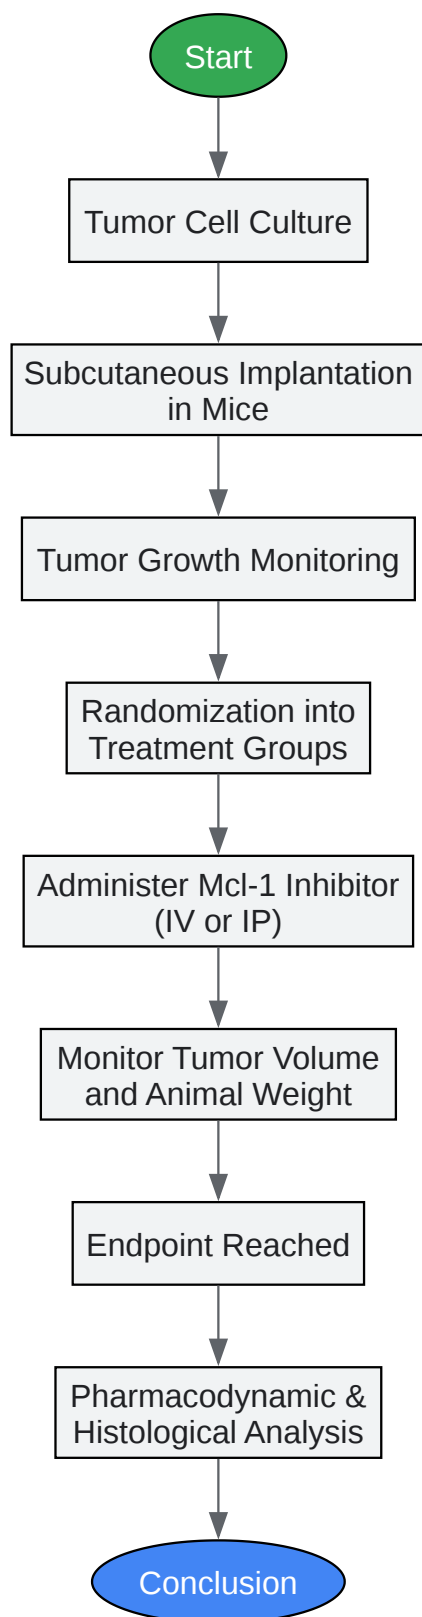 Start
Tumor Cell Culture
Subcutaneous Implantation
in Mice
Tumor Growth Monitoring
Randomization into
Treatment Groups
Administer Mcl-1 Inhibitor
(IV or IP)
Monitor Tumor Volume
and Animal Weight
Endpoint Reached
Pharmacodynamic &
Histological Analysis
Conclusion